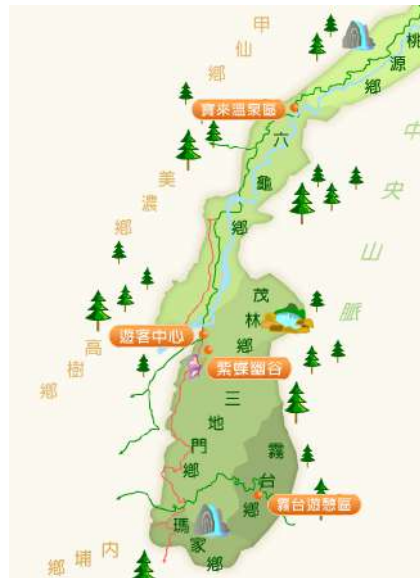 甲仙鄉
桃源鄉
寶來溫泉區
六龜鄉
中央山脈
美濃鄉
茂林鄉
遊客中心
紫蝶幽谷
高樹鄉
三地門鄉
霧台鄉
霧台遊憩區
瑪家鄉
內埔鄉